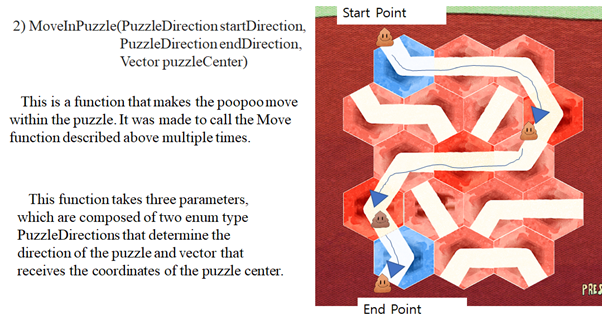 2) MoveInPuzzle(PuzzleDirection startDirection,
PuzzleDirection endDirection,
Vector puzzleCenter)
This is a function that makes the poopoo move
within the puzzle. It was made to call the Move
function described above multiple times.
This function takes three parameters,
which are composed of two enum type
PuzzleDirections that determine the
direction of the puzzle and vector that
receives the coordinates of the puzzle center.
Start Point
PRES
End Point